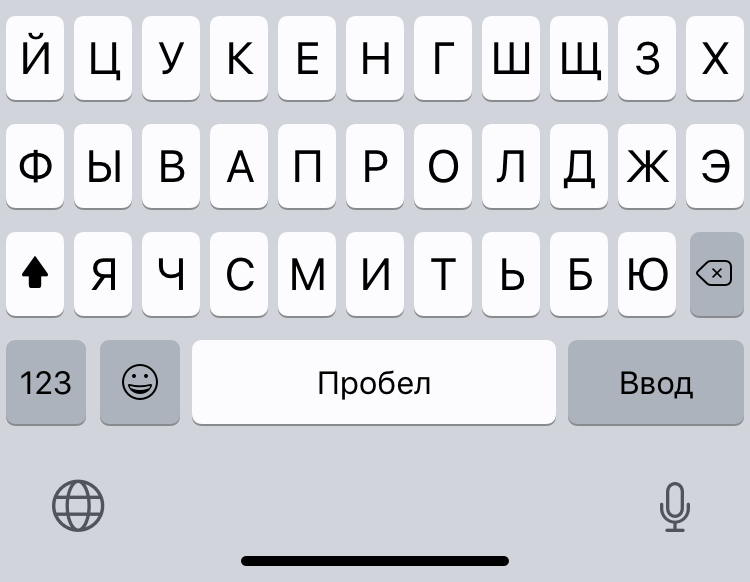 Й Ц У К Е Н Г Ш Щ З Х
Ф Ы В А П Р О Л Д Ж Э
Я Ч С М И Т Ь Б Ю
123 Пробел Ввод